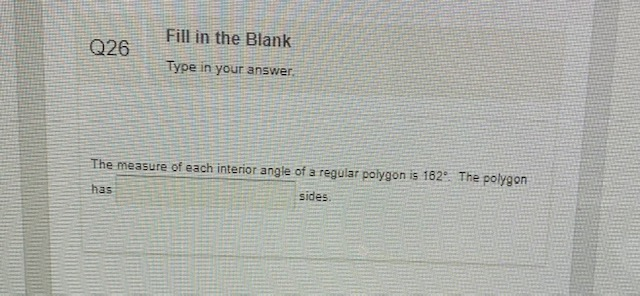 Q26
Fill in the Blank
Type in your answer.
The measure of each interior angle of a regular polygon is 162°. The polygon
has
sides.